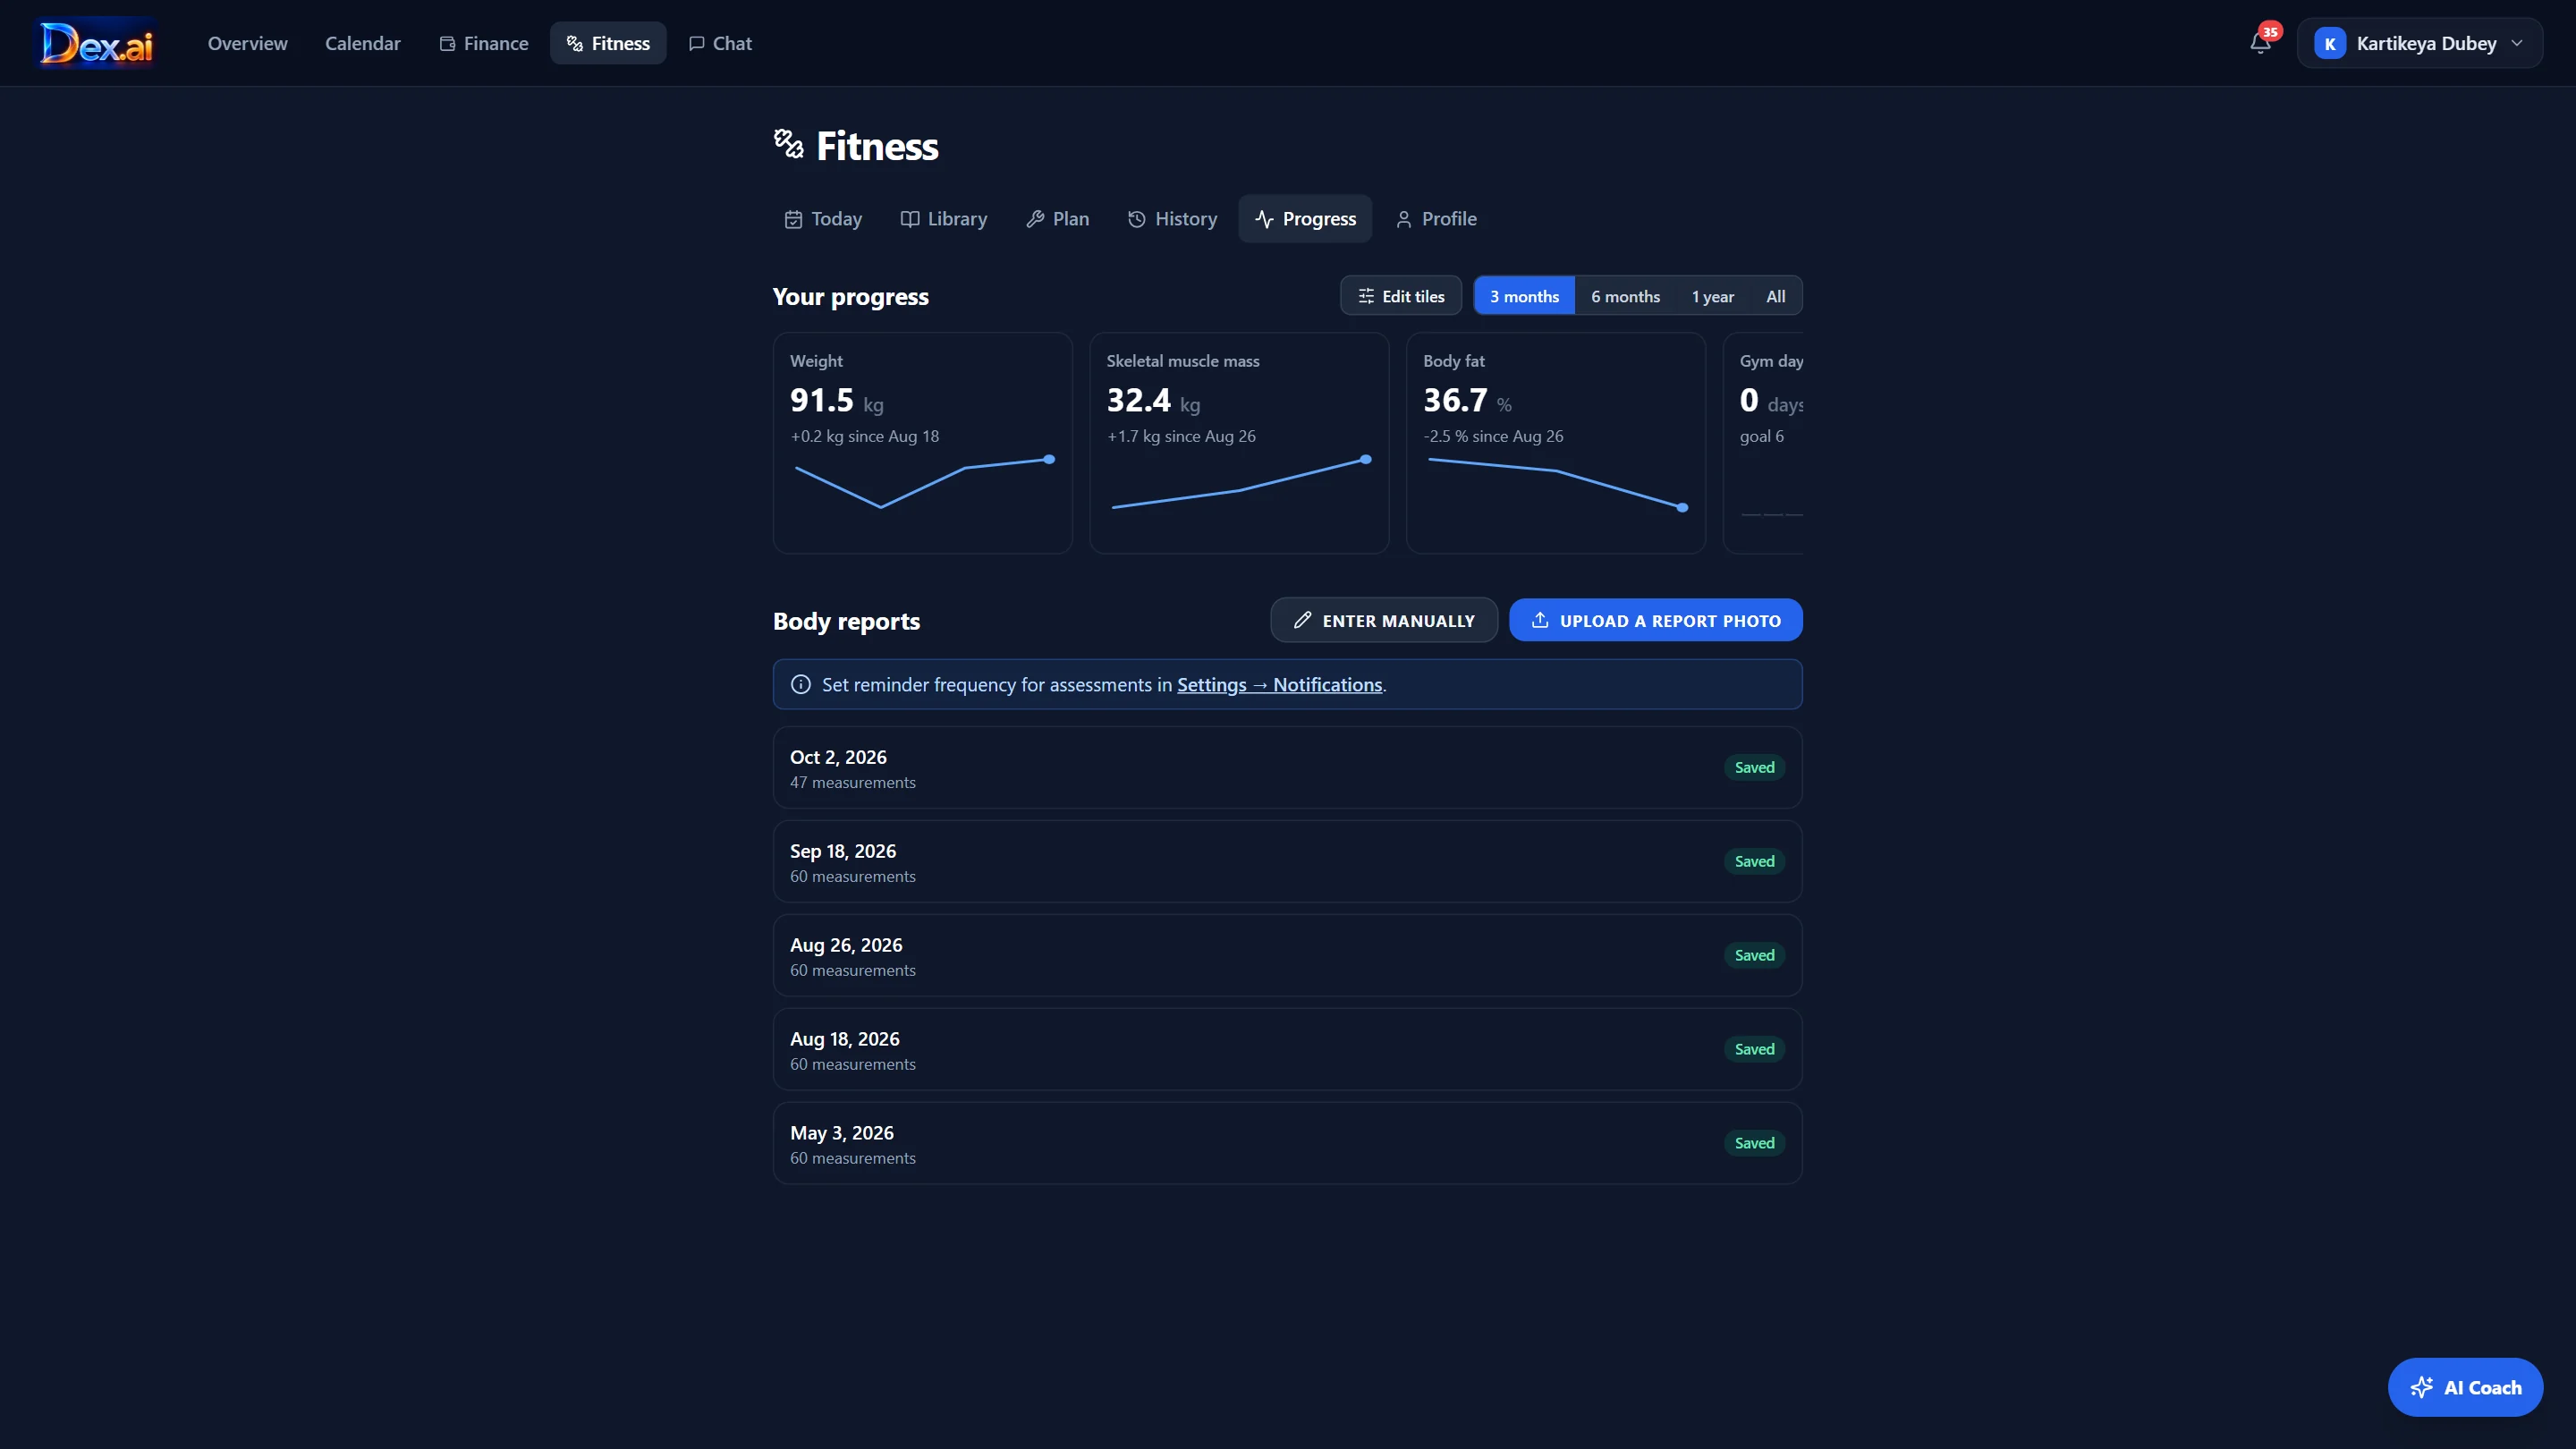 Dex.ai
Overview Calendar Finance Fitness Chat
35
K Kartikeya Dubey
Fitness
Today Library Plan History Progress Profile
Your progress
Edit tiles
3 months 6 months 1 year All
Weight
91.5 kg
+0.2 kg since Aug 18
Skeletal muscle mass
32.4 kg
+1.7 kg since Aug 26
Body fat
36.7 %
-2.5 % since Aug 26
Gym day
0 days
goal 6
Body reports
ENTER MANUALLY
UPLOAD A REPORT PHOTO
Set reminder frequency for assessments in Settings → Notifications.
Oct 2, 2026
47 measurements
Saved
Sep 18, 2026
60 measurements
Saved
Aug 26, 2026
60 measurements
Saved
Aug 18, 2026
60 measurements
Saved
May 3, 2026
60 measurements
Saved
AI Coach